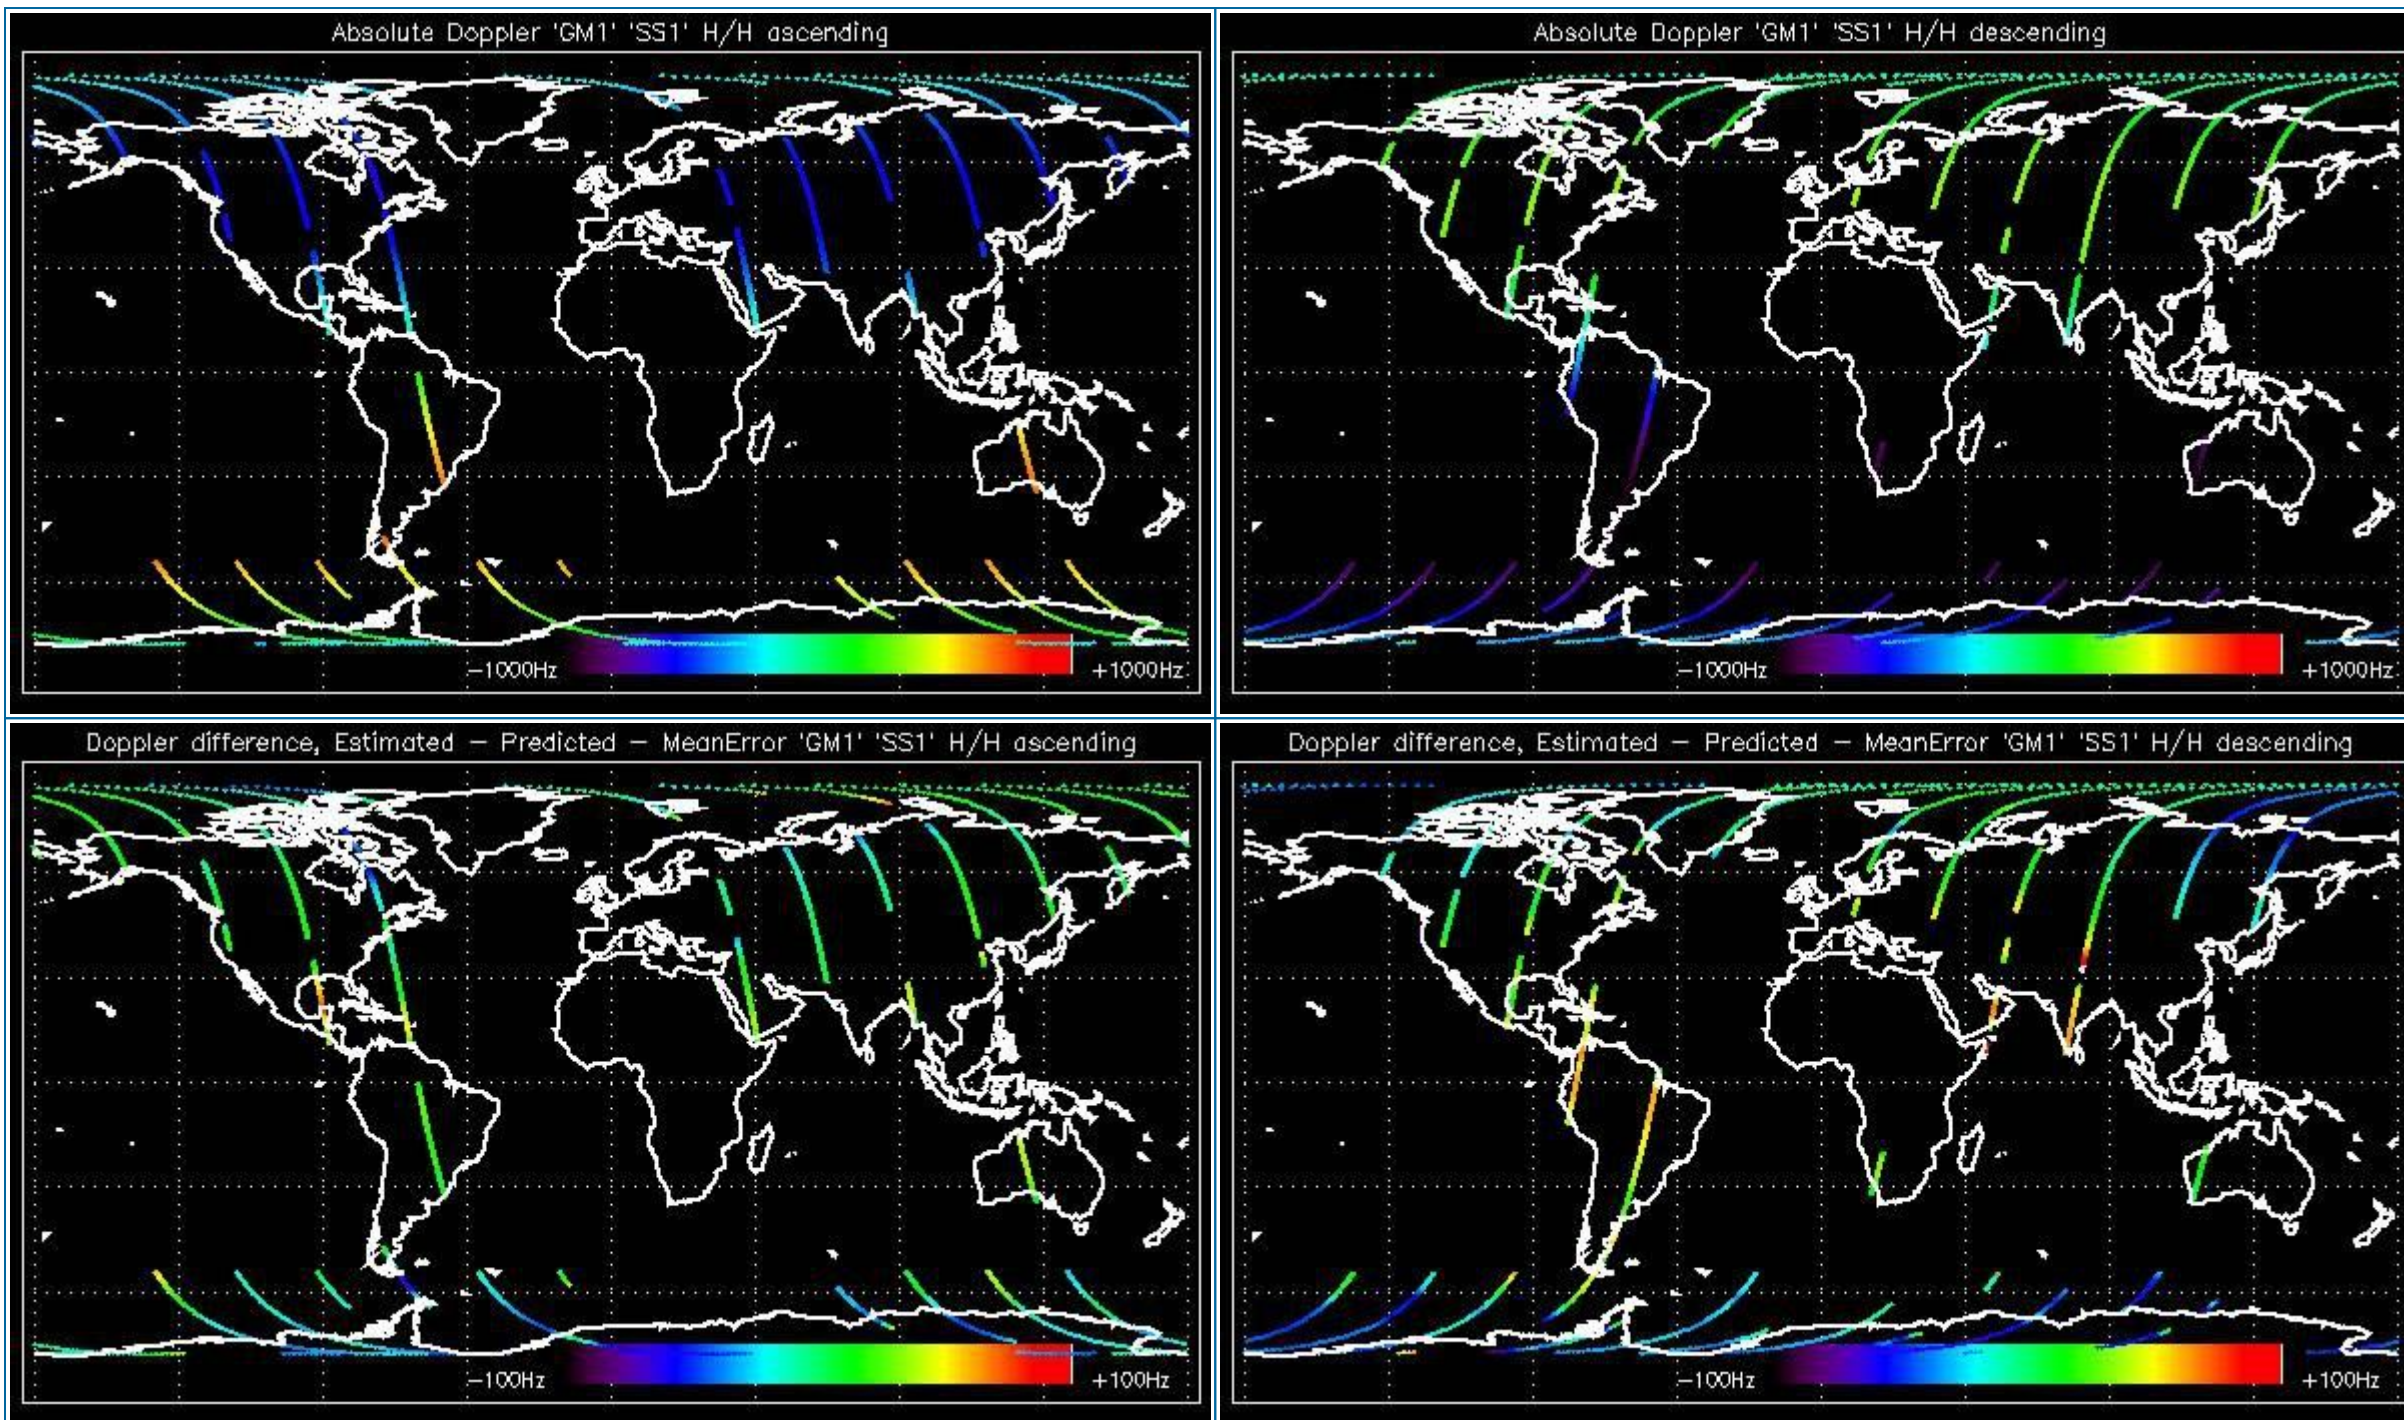 Absolute Doppler 'GM1' 'SS1' H/H ascending
-1000Hz
+1000Hz
Absolute Doppler 'GM1' 'SS1' H/H descending
-1000Hz
+1000Hz
Doppler difference, Estimated - Predicted - MeanError 'GM1' 'SS1' H/H ascending
-100Hz
+100Hz
Doppler difference, Estimated - Predicted - MeanError 'GM1' 'SS1' H/H descending
-100Hz
+100Hz